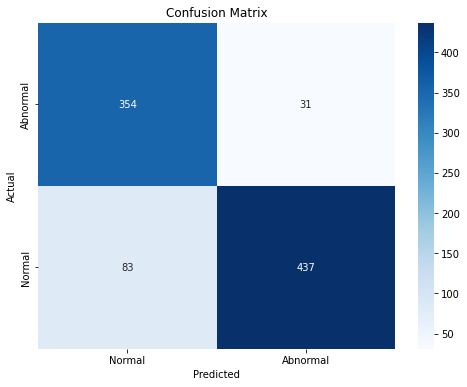 Confusion Matrix
Actual
Abnormal
354
31
Normal
83
437
Normal
Abnormal
Predicted
400
350
300
250
200
150
100
50